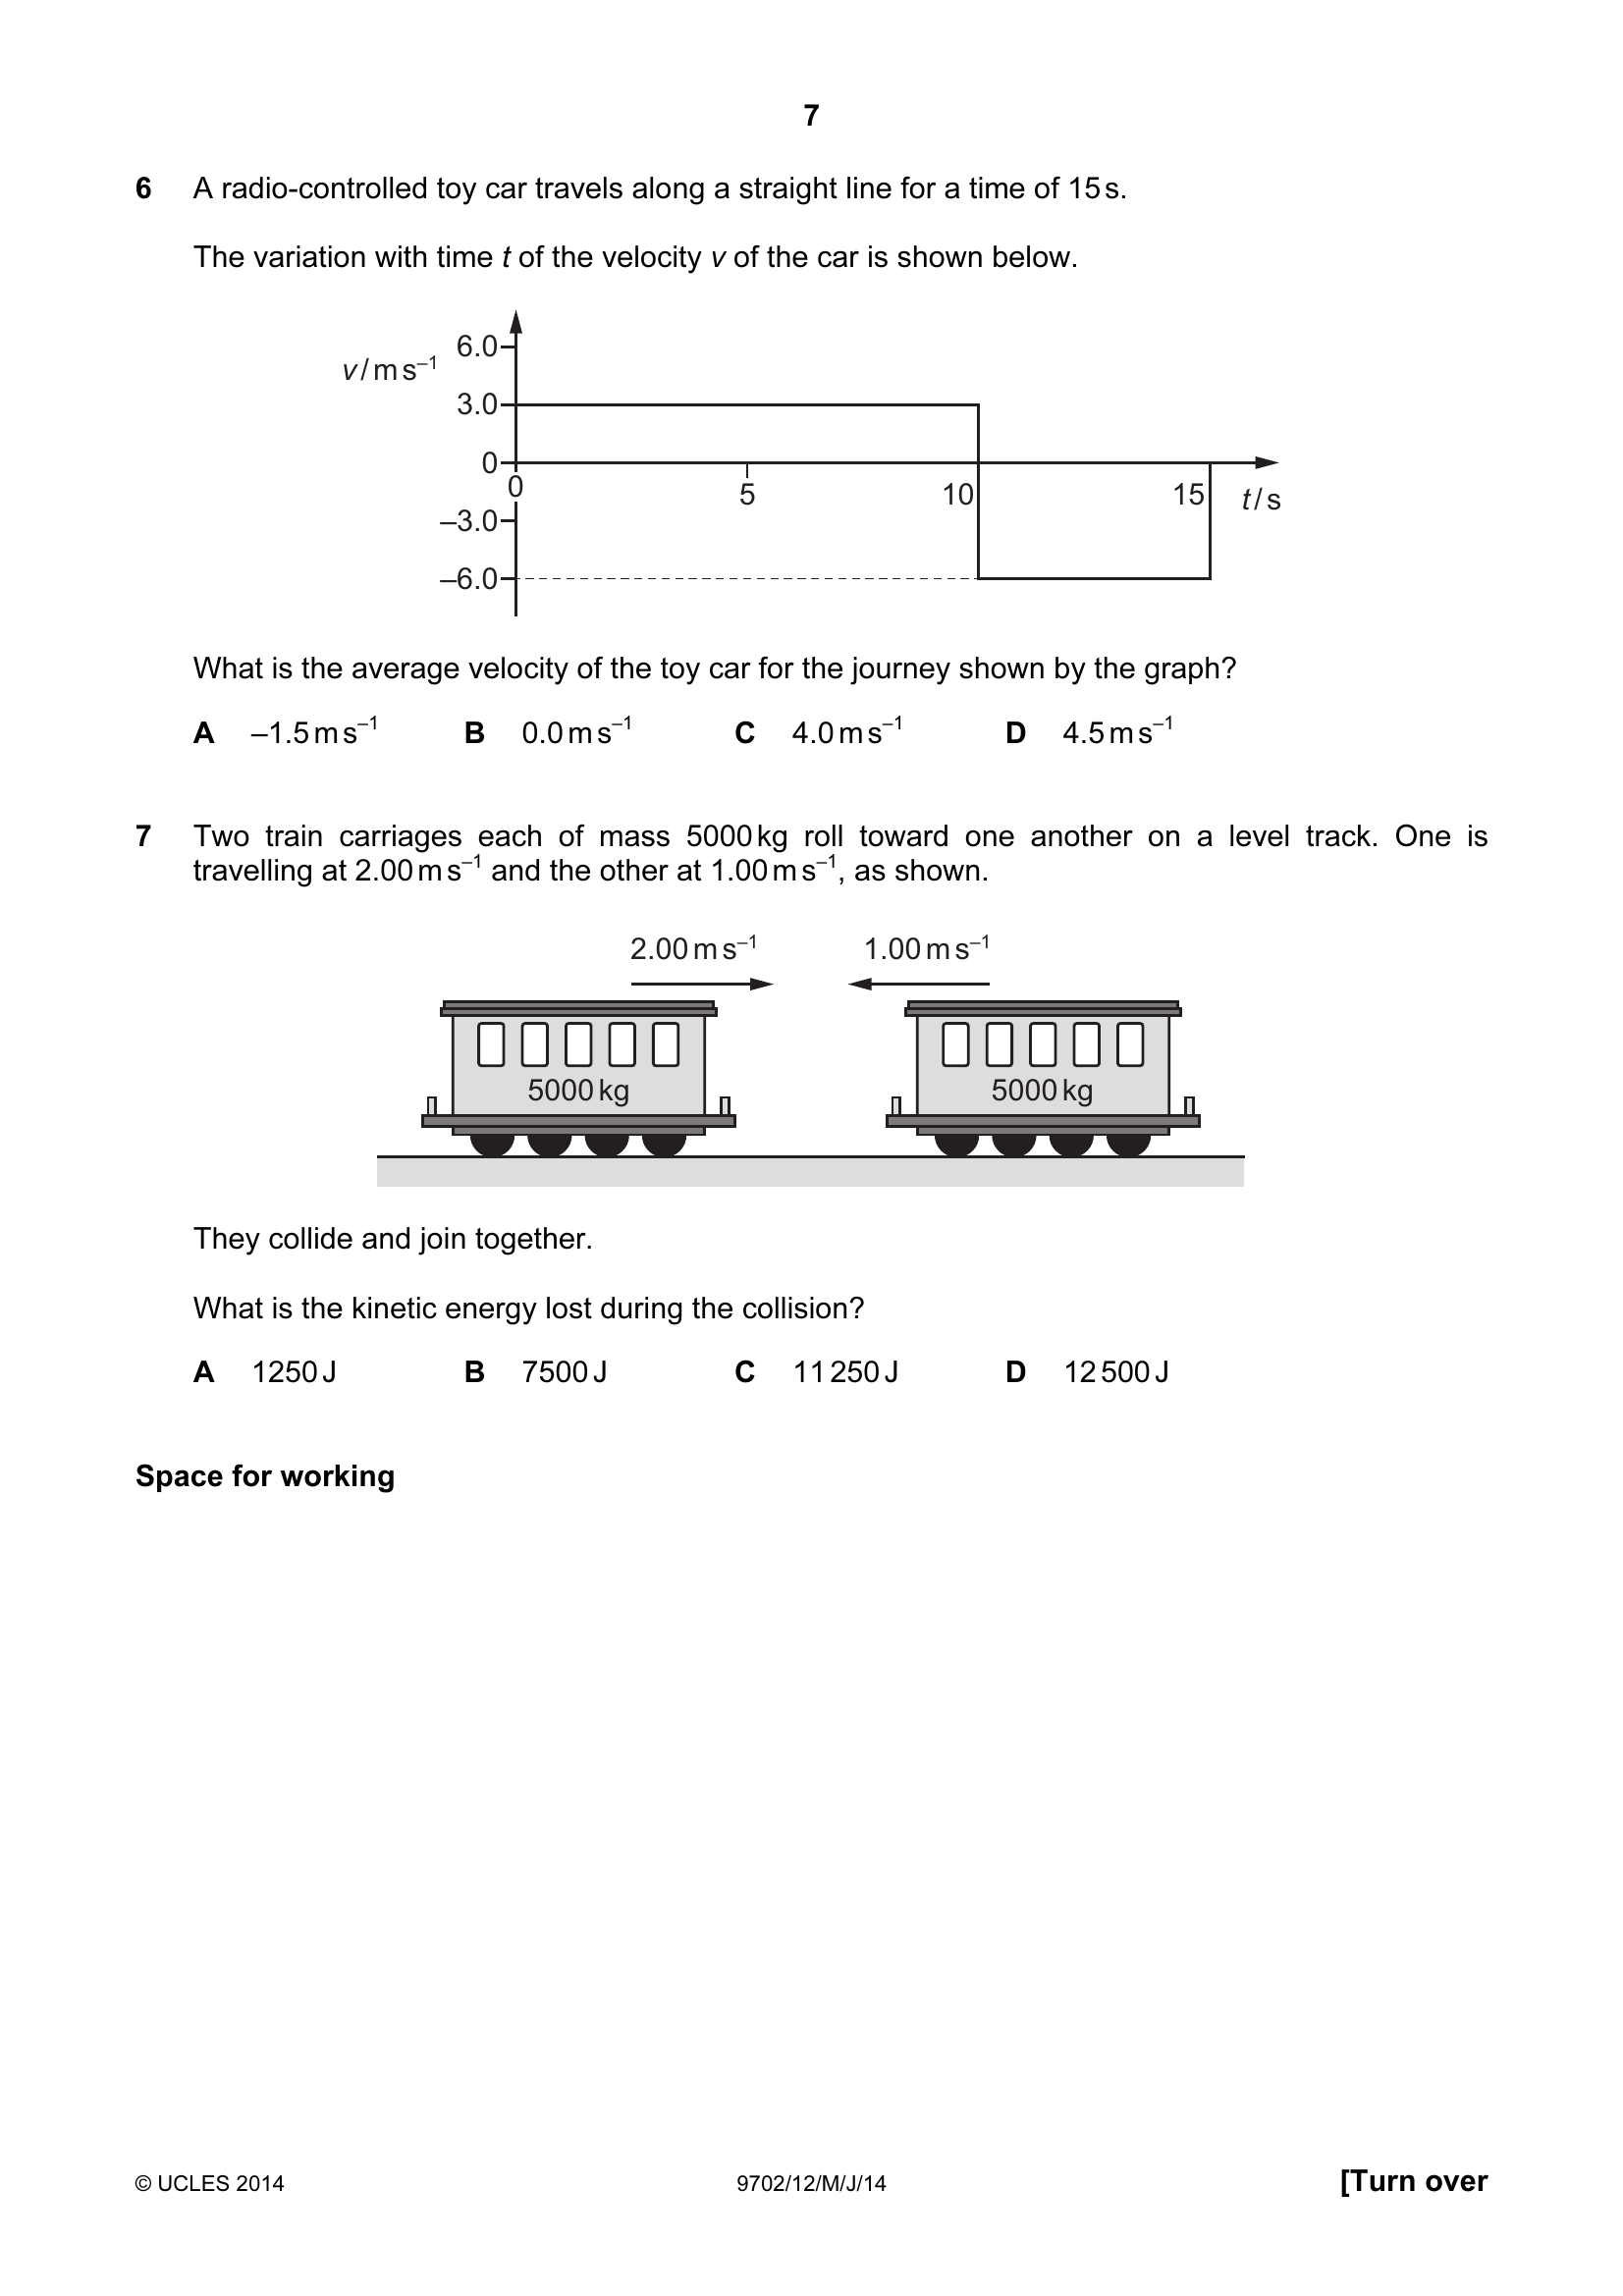 7
6 A radio-controlled toy car travels along a straight line for a time of 15 s.
The variation with time t of the velocity v of the car is shown below.
v / m s⁻¹
6.0
3.0
0
–3.0
–6.0
0
5
10
15
t / s
What is the average velocity of the toy car for the journey shown by the graph?
A –1.5 m s⁻¹ B 0.0 m s⁻¹ C 4.0 m s⁻¹ D 4.5 m s⁻¹
7 Two train carriages each of mass 5000 kg roll toward one another on a level track. One is
travelling at 2.00 m s⁻¹ and the other at 1.00 m s⁻¹, as shown.
2.00 m s⁻¹ 1.00 m s⁻¹
5000 kg 5000 kg
They collide and join together.
What is the kinetic energy lost during the collision?
A 1250 J B 7500 J C 11 250 J D 12 500 J
Space for working
© UCLES 2014 9702/12/M/J/14 [Turn over